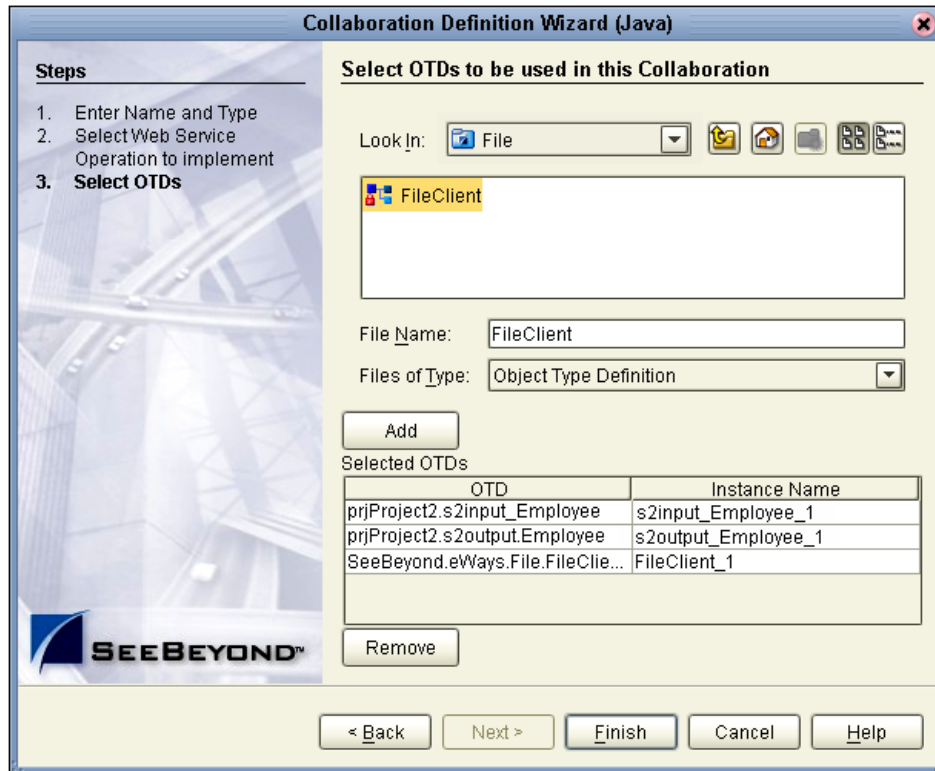 Collaboration Definition Wizard (Java)
Steps
1. Enter Name and Type
2. Select Web Service
Operation to implement
3. Select OTDs
SEEBEYOND™
Select OTDs to be used in this Collaboration
Look In: File
FileClient
File Name: FileClient
Files of Type: Object Type Definition
Add
Selected OTDs
OTD Instance Name
prjProject2.s2input_Employee s2input_Employee_1
prjProject2.s2output.Employee s2output_Employee_1
SeeBeyond.eWays.File.FileClie... FileClient_1
Remove
< Back Next > Finish Cancel Help